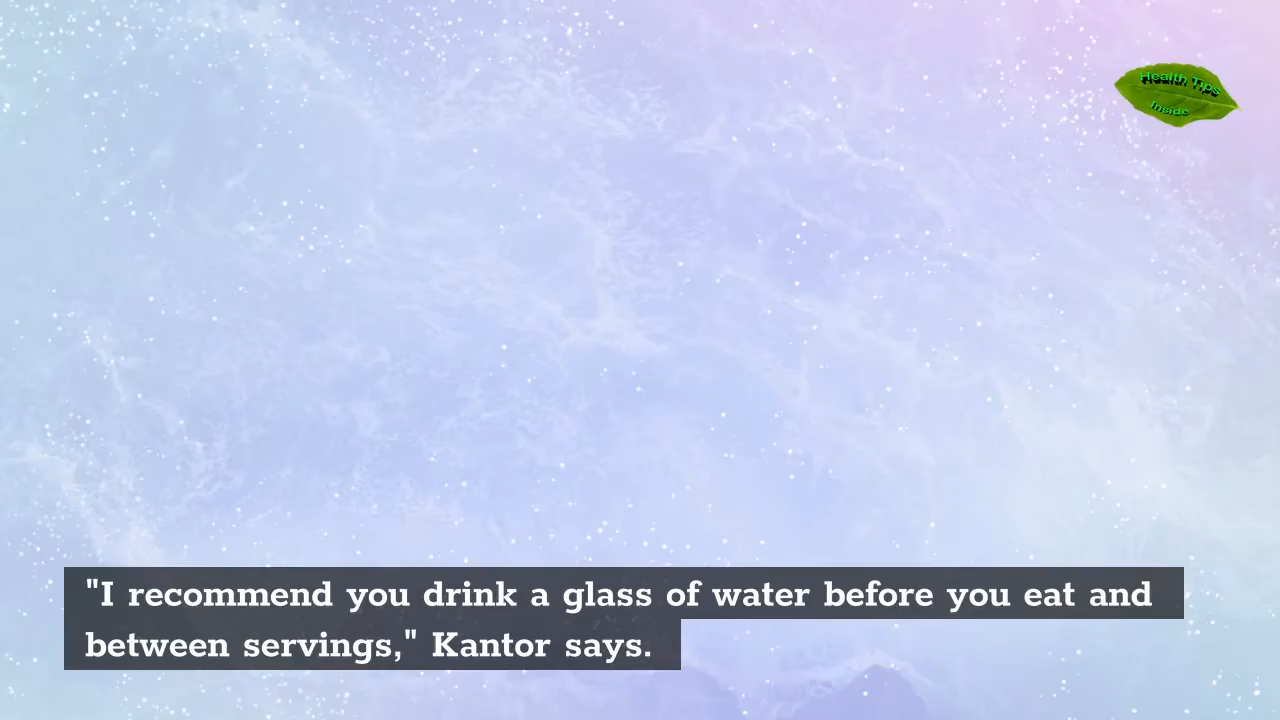 Health Tips
Inside
"I recommend you drink a glass of water before you eat and
between servings," Kantor says.